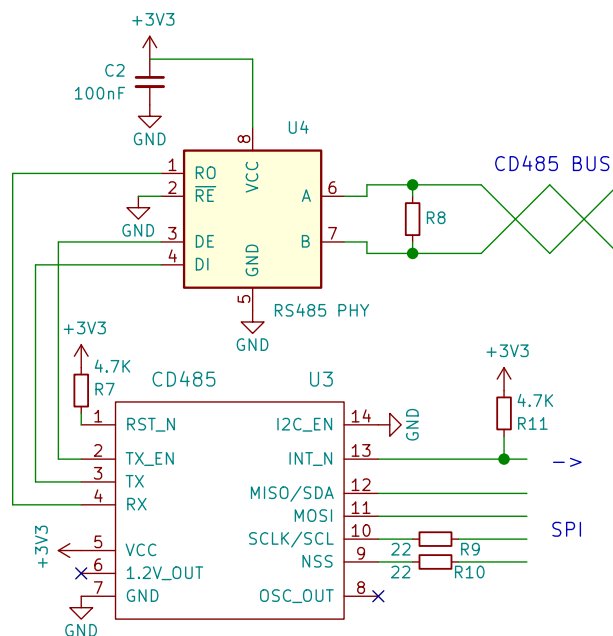 +3V3
C2
100nF
GND
U4
8
CD485 BUS
1 RO
VCC
2 RE
A 6
GND
R8
3 DE
B 7
4 DI
GND
5
RS485 PHY
GND
+3V3
+3V3
4.7K
R7
CD485
U3
4.7K
R11
1 RST_N
I2C_EN 14
GND
2 TX_EN
INT_N 13
->
3 TX
MISO/SDA 12
4 RX
MOSI 11
SPI
SCLK/SCL 10
22 R9
+3V3
5 VCC
NSS 9
22 R10
6 1.2V_OUT
7 GND
OSC_OUT 8
GND